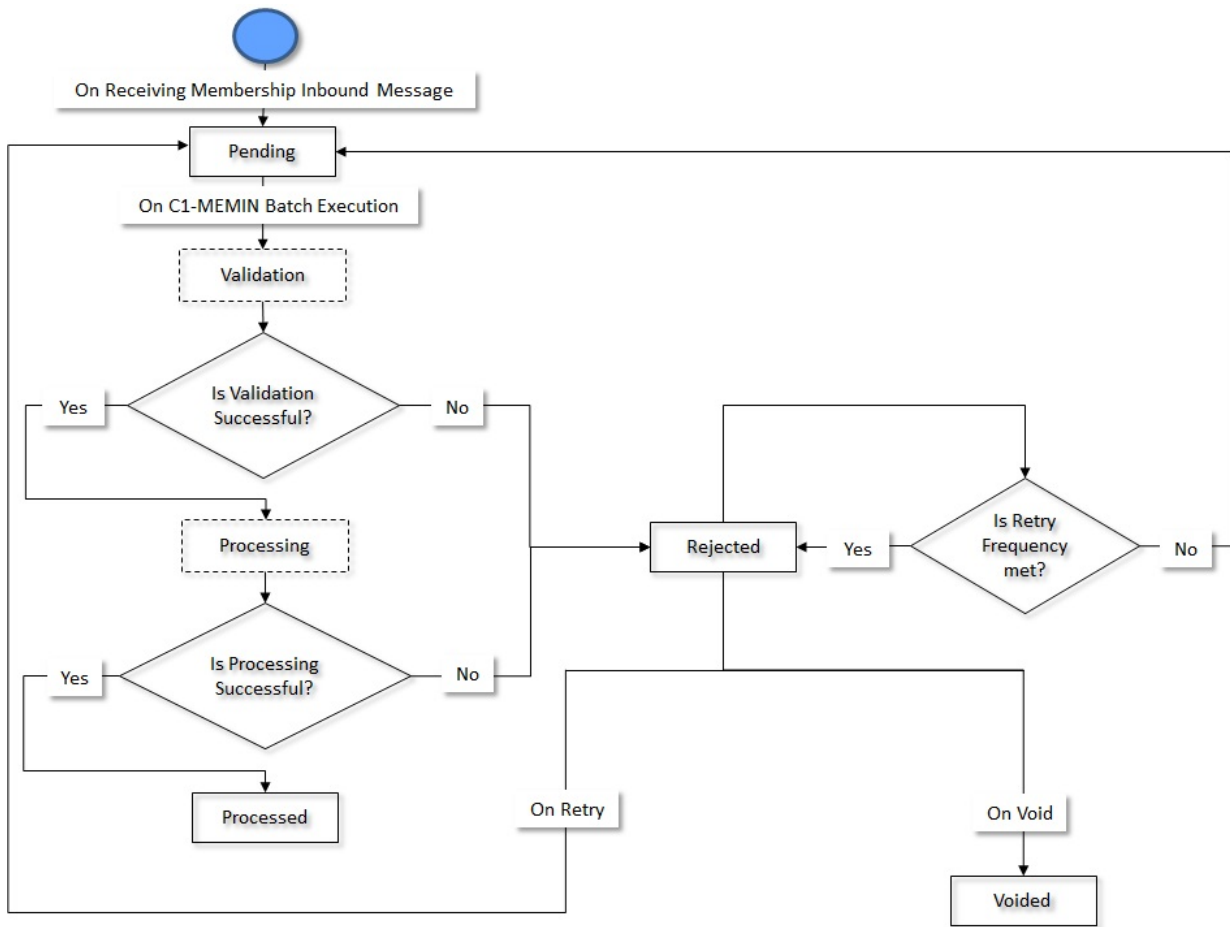 On Receiving Membership Inbound Message
Pending
On C1-MEMIN Batch Execution
Validation
Is Validation
Successful?
Yes
No
Processing
Rejected
Is Retry
Frequency
met?
Yes
No
Is Processing
Successful?
Yes
No
Processed
On Retry
On Void
Voided